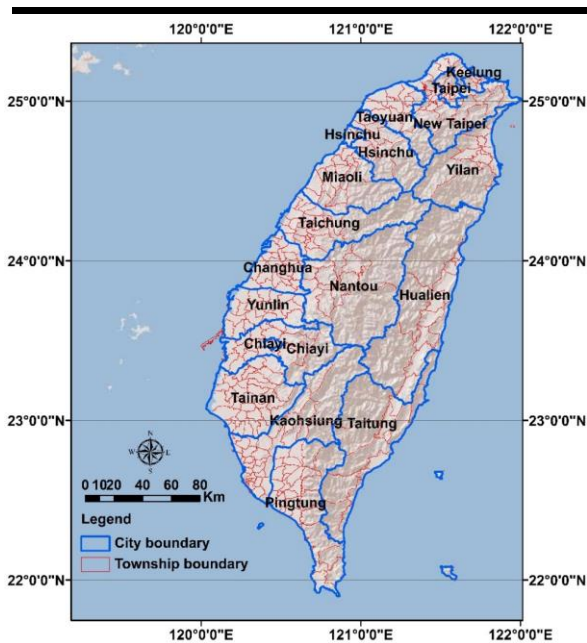 120°0'0"E 121°0'0"E 122°0'0"E
Keelung
25°0'0"N Taipei 25°0'0"N
Taoyuan New Taipei
Hsinchu
Hsinchu
Miaoli Yilan
Taichung
24°0'0"N Changhua 24°0'0"N
Nantou
Hualien
Yunlin
Chiayi Chiayi
Tainan
23°0'0"N Kaohsiung Taitung 23°0'0"N
N
W E
S
0 10 20 40 60 80
Km
Pingtung
Legend
City boundary
Township boundary
22°0'0"N 22°0'0"N
120°0'0"E 121°0'0"E 122°0'0"E